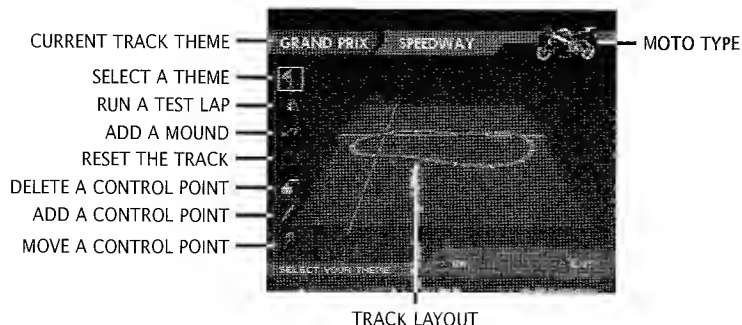 CURRENT TRACK THEME
GRAND PRIX SPEEDWAY
MOTO TYPE
SELECT A THEME
RUN A TEST LAP
ADD A MOUND
RESET THE TRACK
DELETE A CONTROL POINT
ADD A CONTROL POINT
MOVE A CONTROL POINT
SELECT YOUR THEME
TRACK LAYOUT